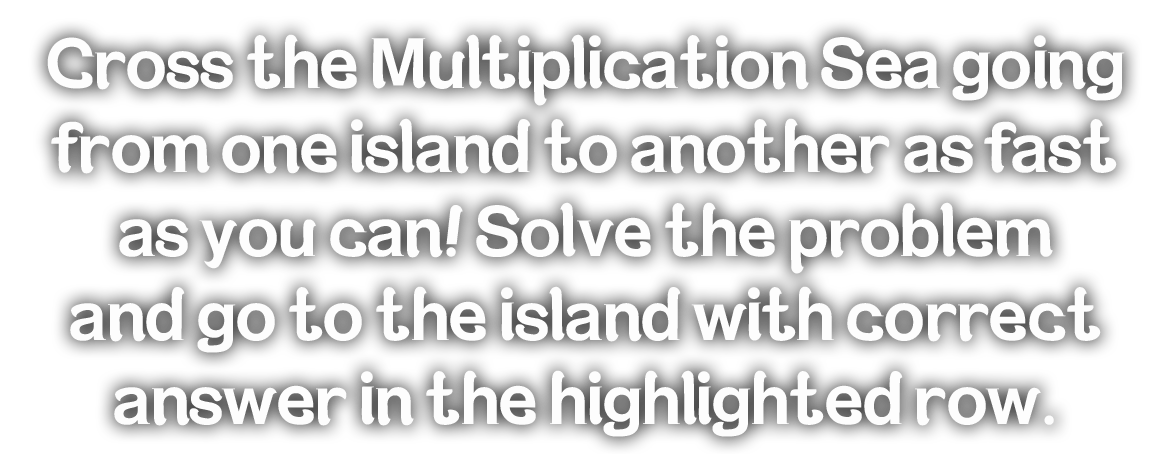 Cross the Multiplication Sea going
from one island to another as fast
as you can! Solve the problem
and go to the island with correct
answer in the highlighted row.